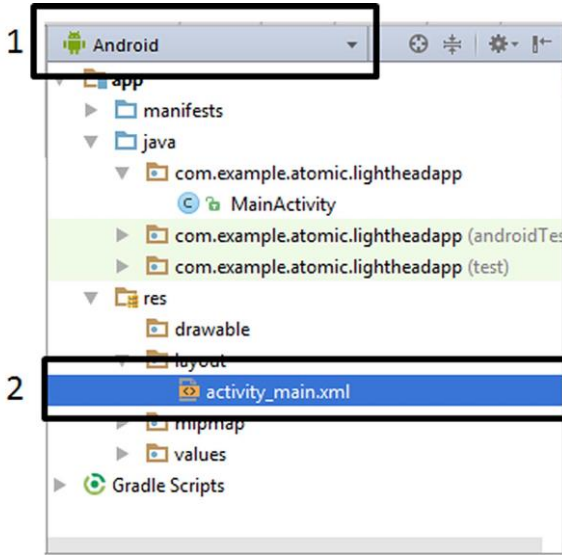 1
Android
app
manifests
java
com.example.atomic.lightheadapp
MainActivity
com.example.atomic.lightheadapp (androidTes
com.example.atomic.lightheadapp (test)
res
drawable
layout
2
activity_main.xml
mipmap
values
Gradle Scripts